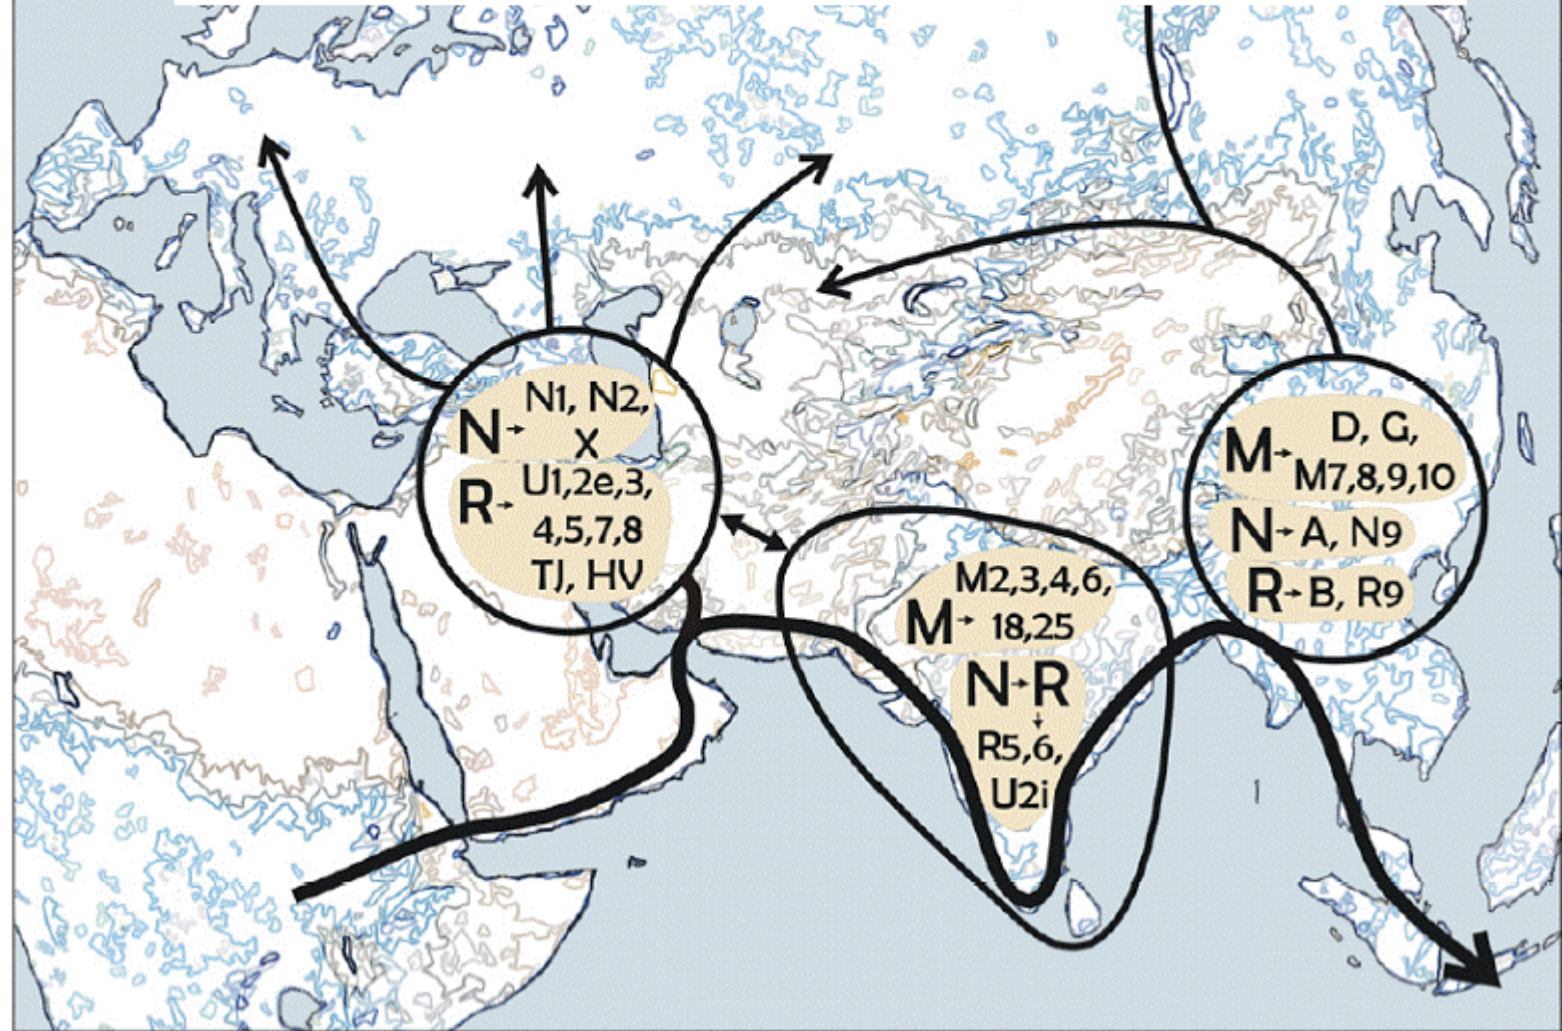 N→ N1, N2,
X
R→ U1,2e,3,
4,5,7,8
TJ, HV
M→ M2,3,4,6,
18,25
N→R
↓
R5,6,
U2i
M→ D, G,
M7,8,9,10
N→A, N9
R→B, R9